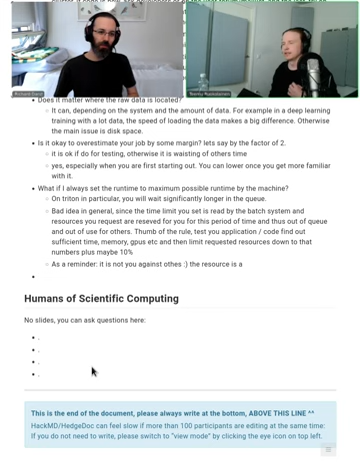 Does it matter where the raw data is located?
It can, depending on the system and the amount of data. For example in a deep learning
training with a lot data, the speed of loading the data makes a big difference. Otherwise
the main issue is disk space.
Is it okay to overestimate your job by some margin? lets say by the factor of 2.
it is ok if do for testing, otherwise it is waisting of others time
yes, especially when you are first starting out. You can lower once you get more familiar
with it.
What if I always set the runtime to maximum possible runtime by the machine?
On triton in particular, you will wait significantly longer in the queue.
Bad idea in general, since the time limit you set is read by the batch system and
resources you request are reseved for you for this period of time and thus out of queue
and out of use for others. Thumb of the rule, test you application / code find out
sufficient time, memory, gpus etc and then limit requested resources down to that
numbers plus maybe 10%
As a reminder: it is not you against othes :) the resource is a
Humans of Scientific Computing
No slides, you can ask questions here:
.
.
.
.
This is the end of the document, please always write at the bottom, ABOVE THIS LINE ^^
HackMD/HedgeDoc can feel slow if more than 100 participants are editing at the same time:
If you do not need to write, please switch to "view mode" by clicking the eye icon on top left.